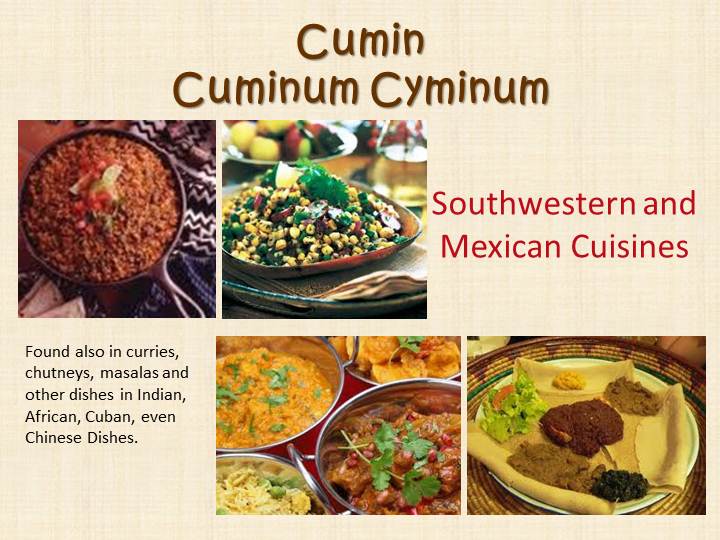 Cumin
Cuminum Cyminum
Southwestern and
Mexican Cuisines
Found also in curries,
chutneys, masalas and
other dishes in Indian,
African, Cuban, even
Chinese Dishes.